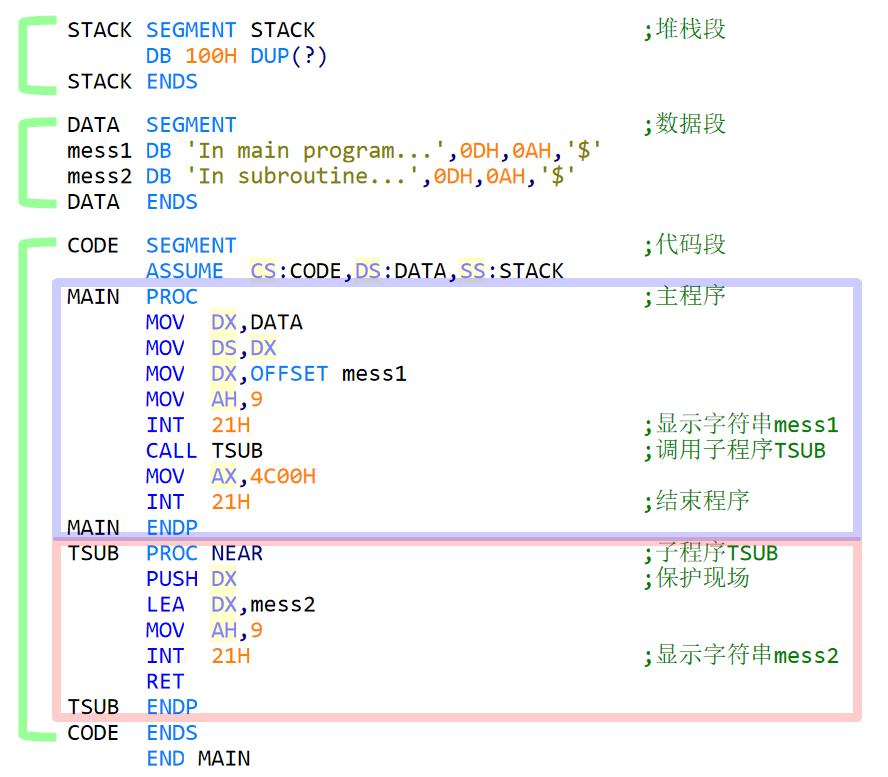 STACK SEGMENT STACK ;堆栈段
DB 100H DUP(?)
STACK ENDS
DATA SEGMENT ;数据段
mess1 DB 'In main program...',0DH,0AH,'$'
mess2 DB 'In subroutine...',0DH,0AH,'$'
DATA ENDS
CODE SEGMENT ;代码段
ASSUME CS:CODE,DS:DATA,SS:STACK
MAIN PROC ;主程序
MOV DX,DATA
MOV DS,DX
MOV DX,OFFSET mess1
MOV AH,9
INT 21H ;显示字符串mess1
CALL TSUB ;调用子程序TSUB
MOV AX,4C00H
INT 21H ;结束程序
MAIN ENDP
TSUB PROC NEAR ;子程序TSUB
PUSH DX ;保护现场
LEA DX,mess2
MOV AH,9
INT 21H ;显示字符串mess2
RET
TSUB ENDP
CODE ENDS
END MAIN